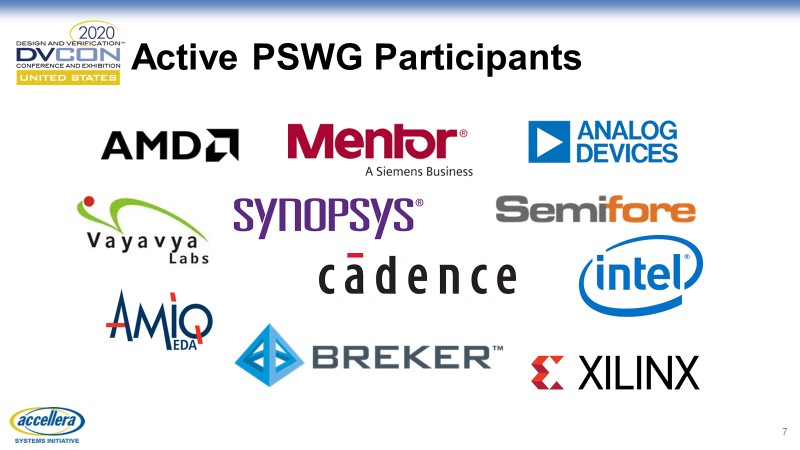 2020
DESIGN AND VERIFICATION™
DVCON
CONFERENCE AND EXHIBITION
UNITED STATES
Active PSWG Participants
AMD
Mentor®
A Siemens Business
ANALOG
DEVICES
Vayavya
Labs
SYNOPSYS®
Semifore
cādence
intel®
AMIQ
EDA
BREKER™
XILINX
accellera
SYSTEMS INITIATIVE
7